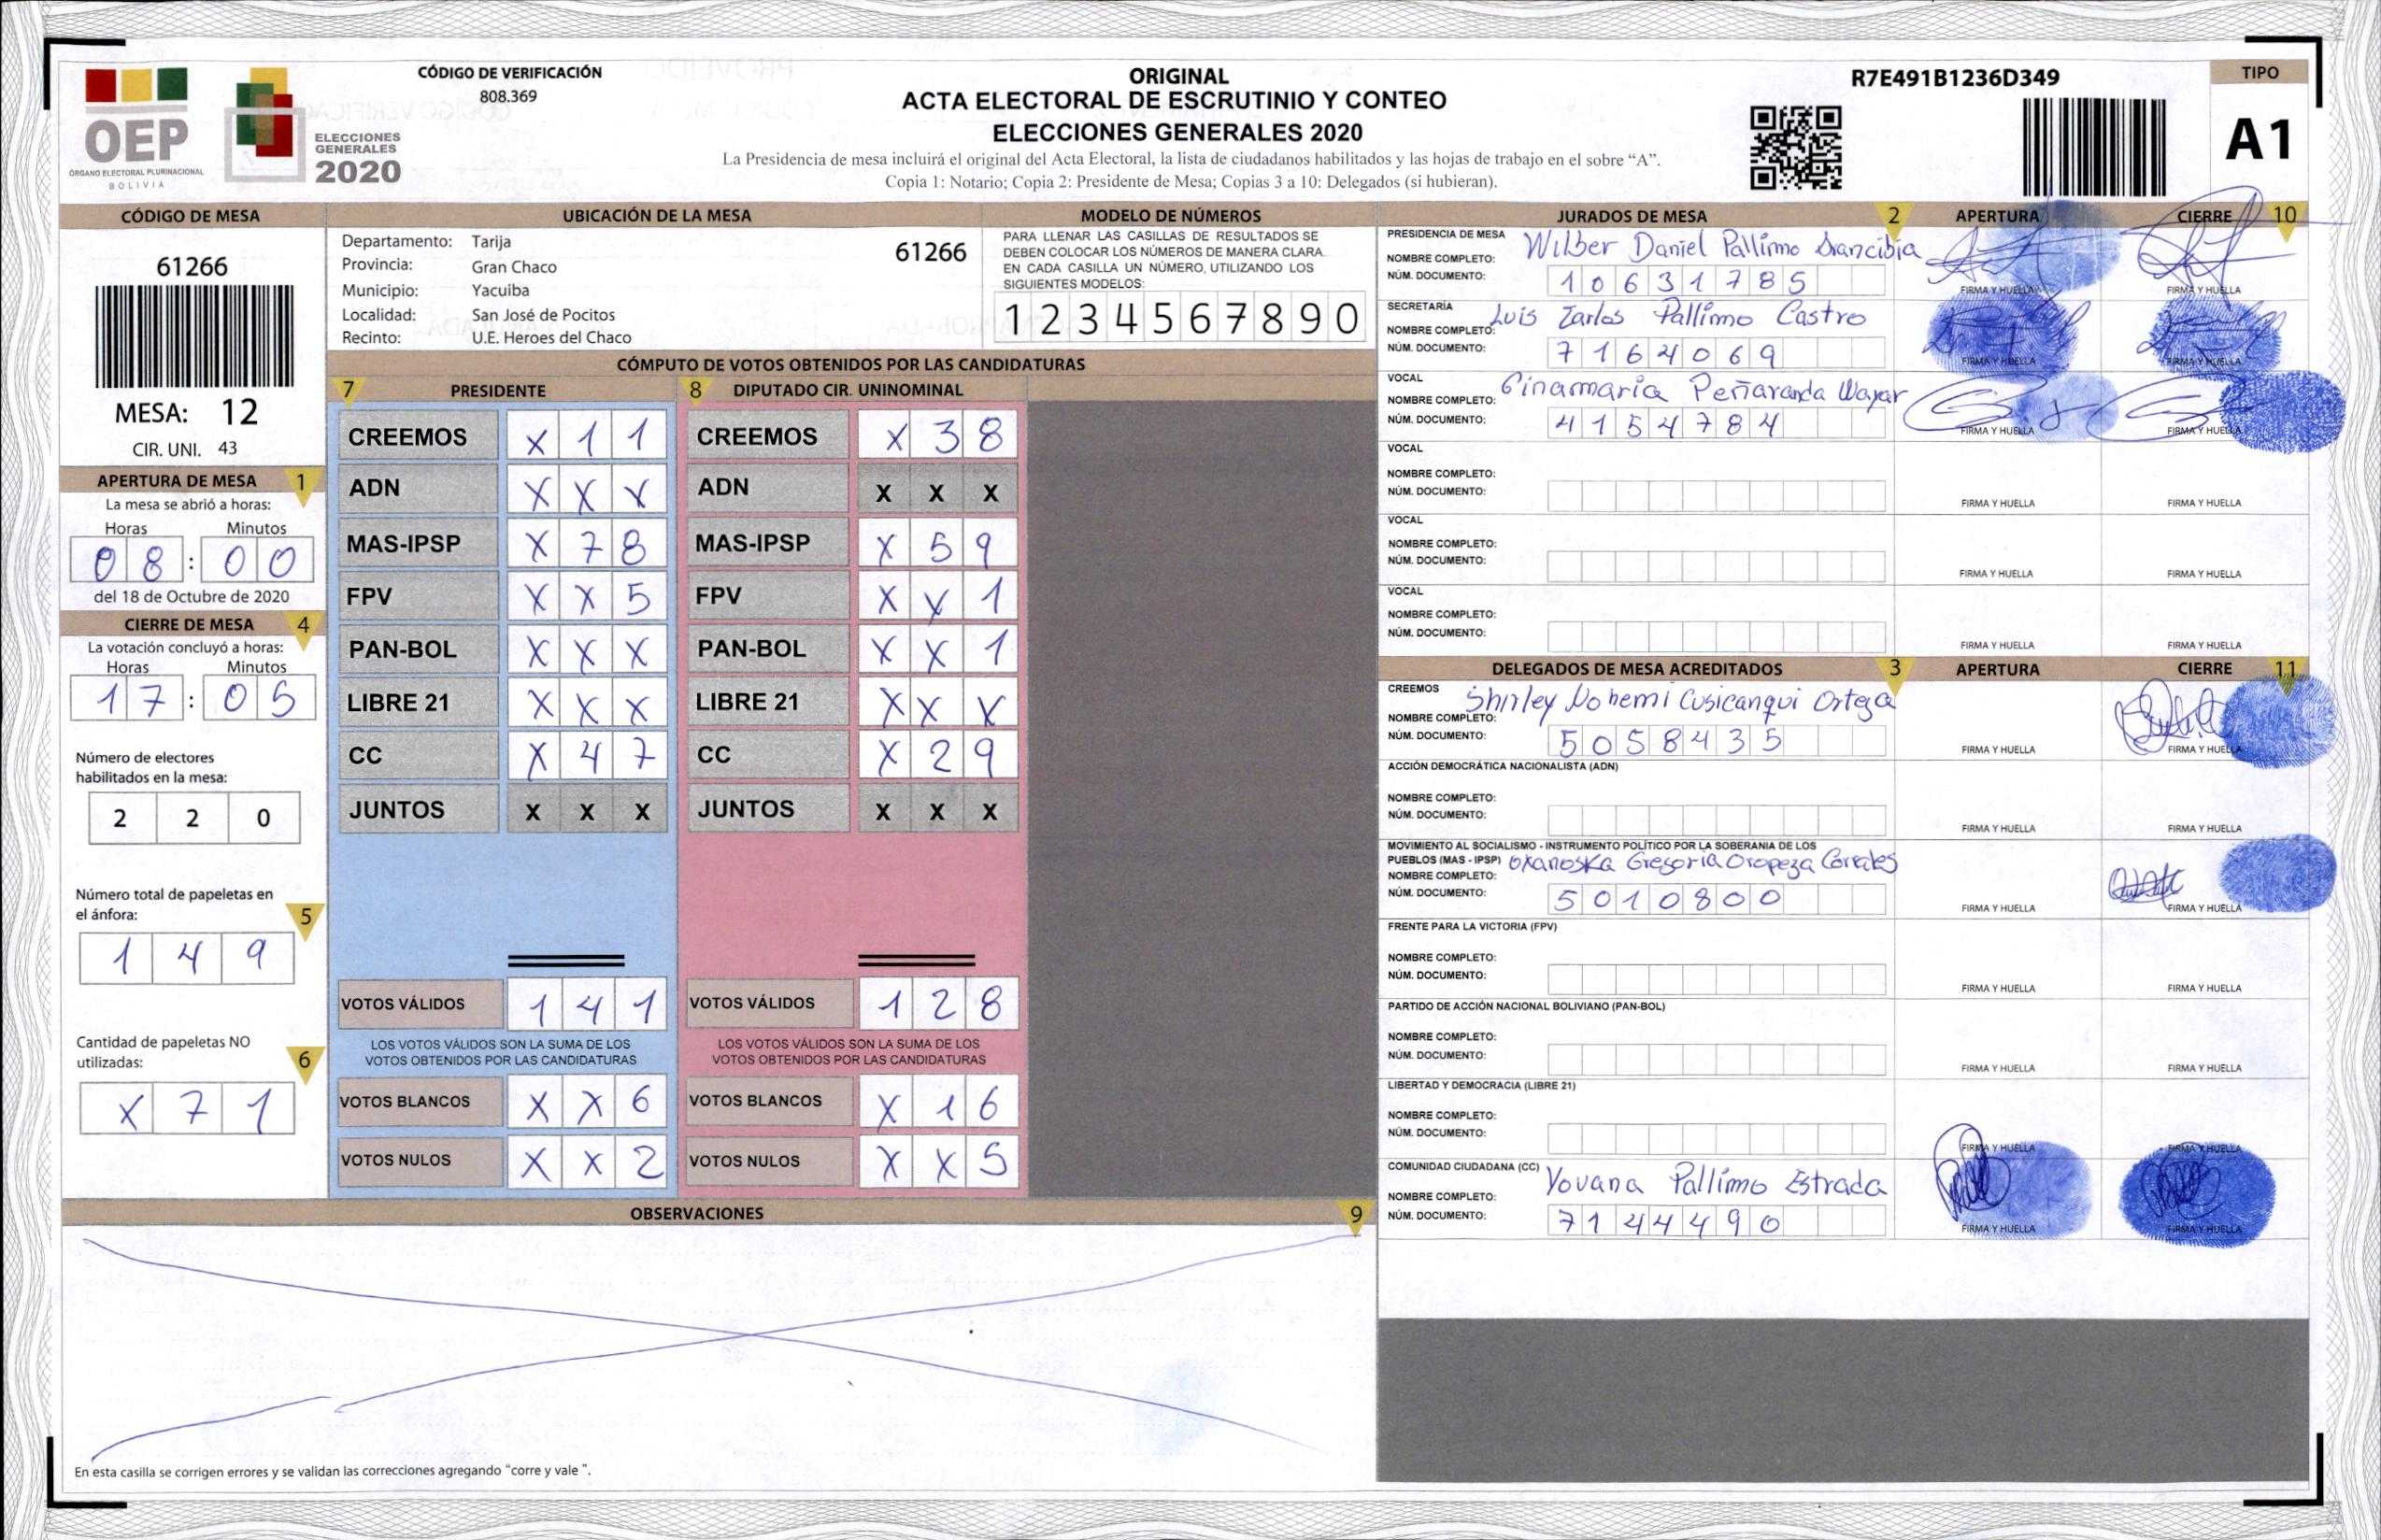 OEP
ÓRGANO ELECTORAL PLURINACIONAL
BOLIVIA
ELECCIONES
GENERALES
2020
CÓDIGO DE VERIFICACIÓN
808.369
ORIGINAL
ACTA ELECTORAL DE ESCRUTINIO Y CONTEO
ELECCIONES GENERALES 2020
La Presidencia de mesa incluirá el original del Acta Electoral, la lista de ciudadanos habilitados y las hojas de trabajo en el sobre “A”.
Copia 1: Notario; Copia 2: Presidente de Mesa; Copias 3 a 10: Delegados (si hubieran).
R7E491B1236D349
TIPO
A1
CÓDIGO DE MESA
61266
MESA: 12
CIR. UNI. 43
UBICACIÓN DE LA MESA
Departamento: Tarija
61266
Provincia: Gran Chaco
Municipio: Yacuiba
Localidad: San José de Pocitos
Recinto: U.E. Heroes del Chaco
MODELO DE NÚMEROS
PARA LLENAR LAS CASILLAS DE RESULTADOS SE
DEBEN COLOCAR LOS NÚMEROS DE MANERA CLARA.
EN CADA CASILLA UN NÚMERO, UTILIZANDO LOS
SIGUIENTES MODELOS:
1 2 3 4 5 6 7 8 9 0
APERTURA DE MESA 1
La mesa se abrió a horas:
Horas Minutos
0 8 : 0 0
del 18 de Octubre de 2020
CIERRE DE MESA 4
La votación concluyó a horas:
Horas Minutos
1 7 : 0 5
Número de electores
habilitados en la mesa:
2 2 0
Número total de papeletas en
el ánfora:
5
1 4 9
Cantidad de papeletas NO
utilizadas:
6
X 7 1
CÓMPUTO DE VOTOS OBTENIDOS POR LAS CANDIDATURAS
7 PRESIDENTE
CREEMOS X 1 1
ADN X X X
MAS-IPSP X 7 8
FPV X X 5
PAN-BOL X X X
LIBRE 21 X X X
CC X 4 7
JUNTOS X X X
VOTOS VÁLIDOS 1 4 1
LOS VOTOS VÁLIDOS SON LA SUMA DE LOS
VOTOS OBTENIDOS POR LAS CANDIDATURAS
VOTOS BLANCOS X X 6
VOTOS NULOS X X 2
8 DIPUTADO CIR. UNINOMINAL
CREEMOS X 3 8
ADN X X X
MAS-IPSP X 5 9
FPV X X 1
PAN-BOL X X 1
LIBRE 21 X X X
CC X 2 9
JUNTOS X X X
VOTOS VÁLIDOS 1 2 8
LOS VOTOS VÁLIDOS SON LA SUMA DE LOS
VOTOS OBTENIDOS POR LAS CANDIDATURAS
VOTOS BLANCOS X 1 6
VOTOS NULOS X X 5
OBSERVACIONES 9
En esta casilla se corrigen errores y se validan las correcciones agregando “corre y vale ”.
JURADOS DE MESA 2 APERTURA CIERRE 10
PRESIDENCIA DE MESA
NOMBRE COMPLETO: Wilber Daniel Pallimo Arancibia
NÚM. DOCUMENTO: 1 0 6 3 1 7 8 5
FIRMA Y HUELLA FIRMA Y HUELLA
SECRETARÍA
NOMBRE COMPLETO: Luis Carlos Pallimo Castro
NÚM. DOCUMENTO: 7 1 6 4 0 6 9
FIRMA Y HUELLA FIRMA Y HUELLA
VOCAL
NOMBRE COMPLETO: Ginamaria Peñaranda Wayar
NÚM. DOCUMENTO: 4 1 5 4 7 8 4
FIRMA Y HUELLA FIRMA Y HUELLA
VOCAL
NOMBRE COMPLETO:
NÚM. DOCUMENTO:
FIRMA Y HUELLA FIRMA Y HUELLA
VOCAL
NOMBRE COMPLETO:
NÚM. DOCUMENTO:
FIRMA Y HUELLA FIRMA Y HUELLA
VOCAL
NOMBRE COMPLETO:
NÚM. DOCUMENTO:
FIRMA Y HUELLA FIRMA Y HUELLA
DELEGADOS DE MESA ACREDITADOS 3 APERTURA CIERRE 11
CREEMOS
NOMBRE COMPLETO: Shirley Nohemi Cusicanqui Ortega
NÚM. DOCUMENTO: 5 0 5 8 4 3 5
FIRMA Y HUELLA FIRMA Y HUELLA
ACCIÓN DEMOCRÁTICA NACIONALISTA (ADN)
NOMBRE COMPLETO:
NÚM. DOCUMENTO:
FIRMA Y HUELLA FIRMA Y HUELLA
MOVIMIENTO AL SOCIALISMO - INSTRUMENTO POLÍTICO POR LA SOBERANIA DE LOS
PUEBLOS (MAS - IPSP)
NOMBRE COMPLETO: Oxanoska Gregoria Oropeza Corrales
NÚM. DOCUMENTO: 5 0 1 0 8 0 0
FIRMA Y HUELLA FIRMA Y HUELLA
FRENTE PARA LA VICTORIA (FPV)
NOMBRE COMPLETO:
NÚM. DOCUMENTO:
FIRMA Y HUELLA FIRMA Y HUELLA
PARTIDO DE ACCIÓN NACIONAL BOLIVIANO (PAN-BOL)
NOMBRE COMPLETO:
NÚM. DOCUMENTO:
FIRMA Y HUELLA FIRMA Y HUELLA
LIBERTAD Y DEMOCRACIA (LIBRE 21)
NOMBRE COMPLETO:
NÚM. DOCUMENTO:
FIRMA Y HUELLA FIRMA Y HUELLA
COMUNIDAD CIUDADANA (CC)
NOMBRE COMPLETO: Yovana Pallimo Estrada
NÚM. DOCUMENTO: 7 1 4 4 4 9 0
FIRMA Y HUELLA FIRMA Y HUELLA